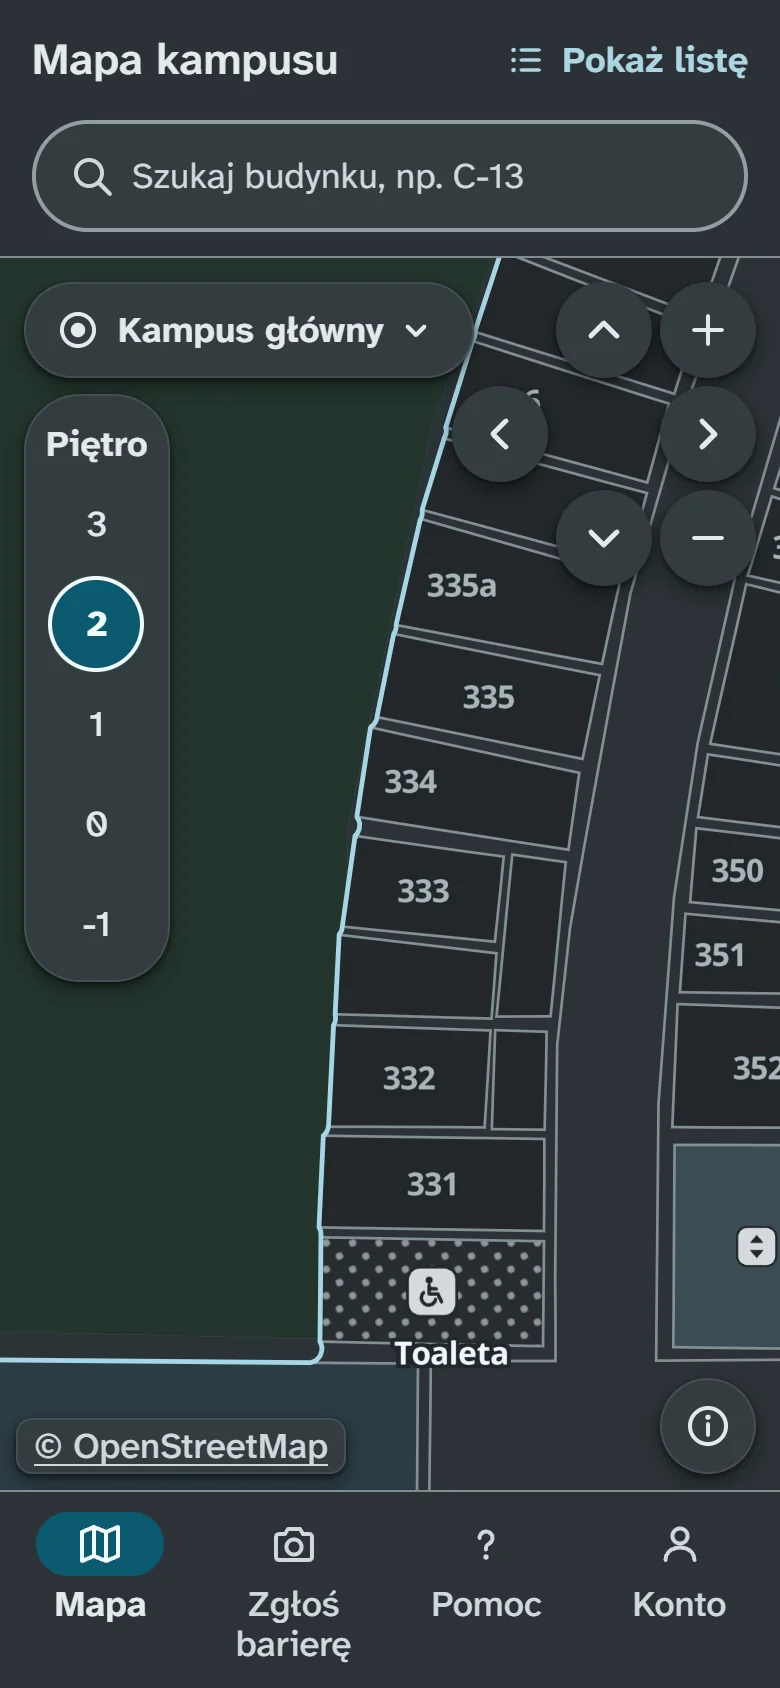 Mapa kampusu
Pokaż listę
Szukaj budynku, np. C-13
Kampus główny
Piętro
3
2
1
0
-1
335a
335
334
333
350
351
332
352
331
Toaleta
© OpenStreetMap
Mapa
Zgłoś
barierę
Pomoc
Konto